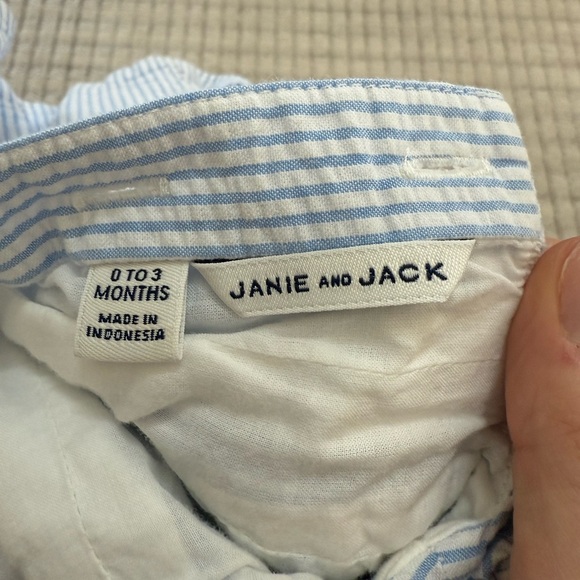 0 TO 3
MONTHS
MADE IN
INDONESIA
JANIE AND JACK